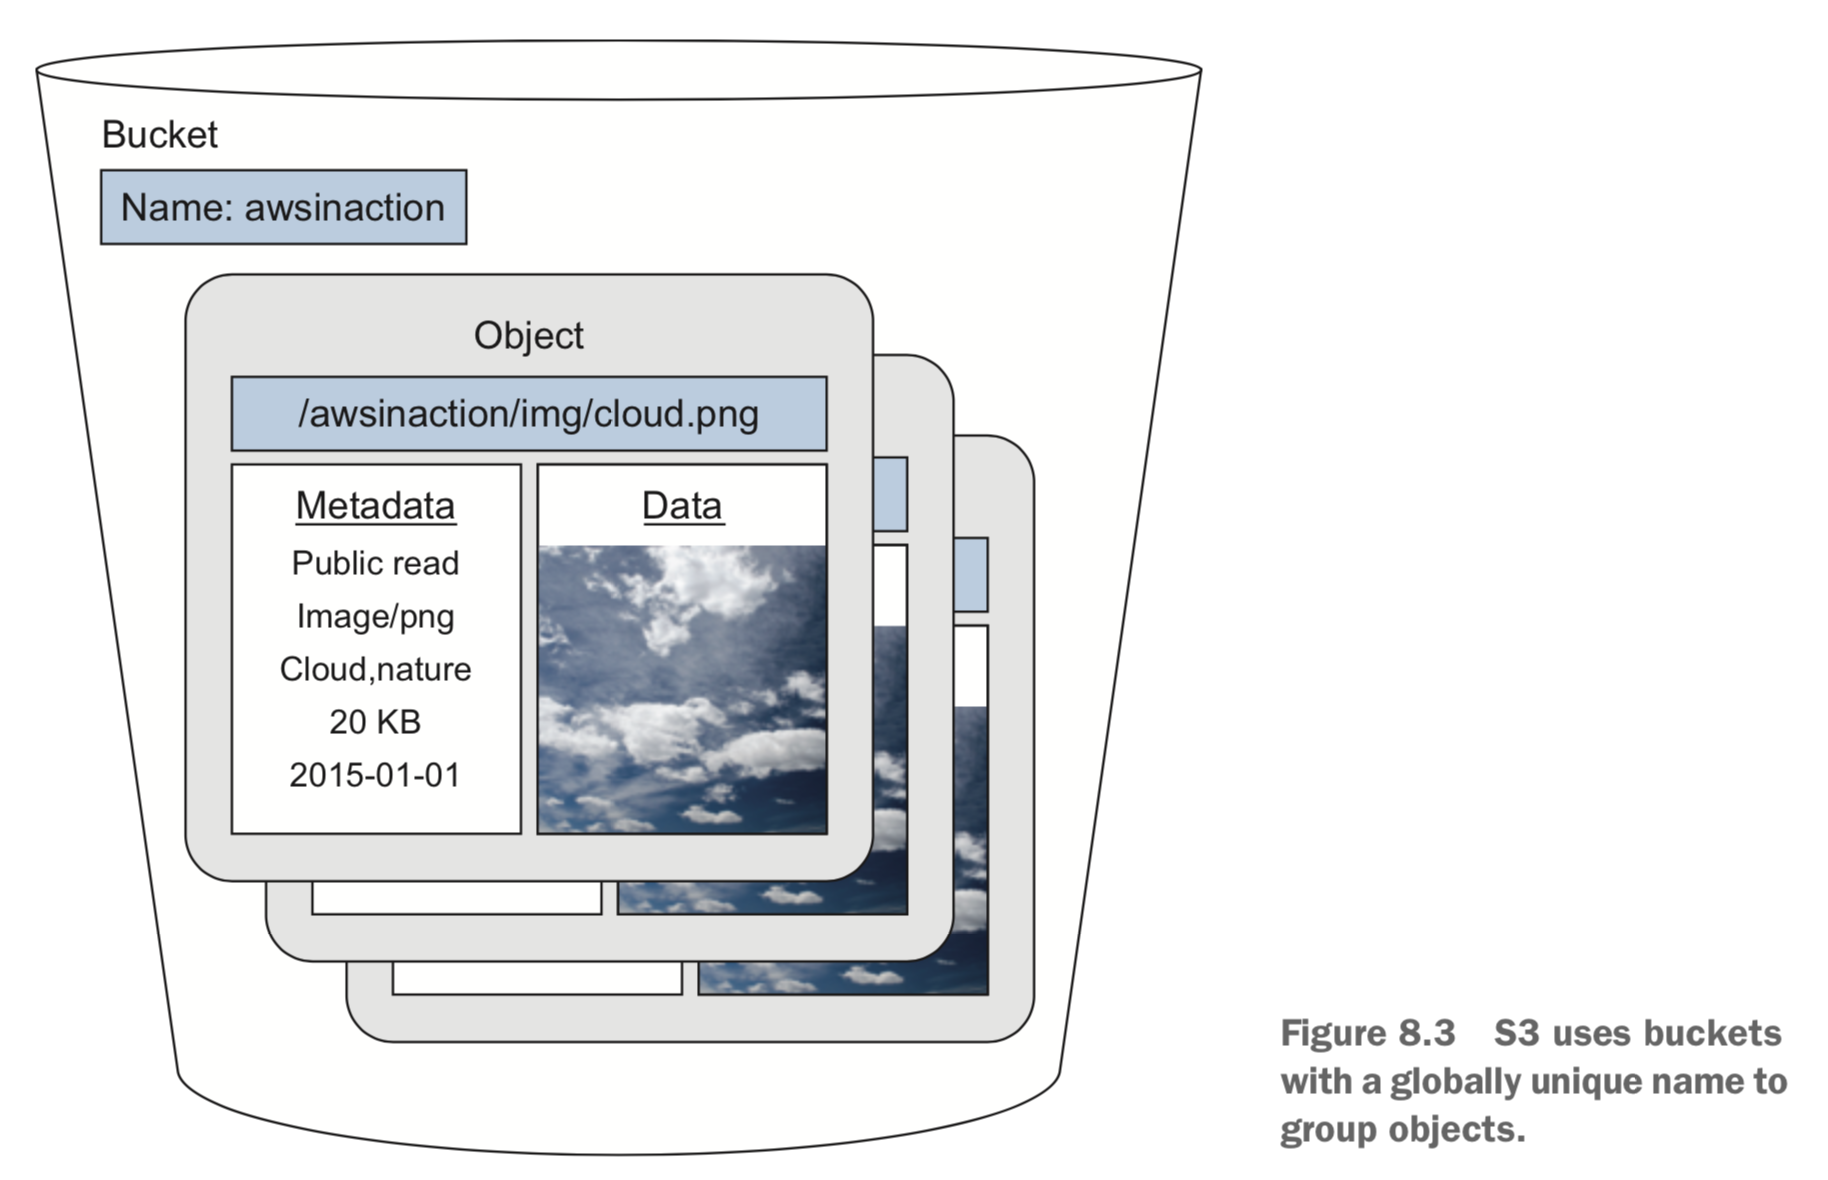 Bucket
Name: awsinaction
Object
/awsinaction/img/cloud.png
Metadata
Public read
Image/png
Cloud,nature
20 KB
2015-01-01
Data
Figure 8.3 S3 uses buckets
with a globally unique name to
group objects.